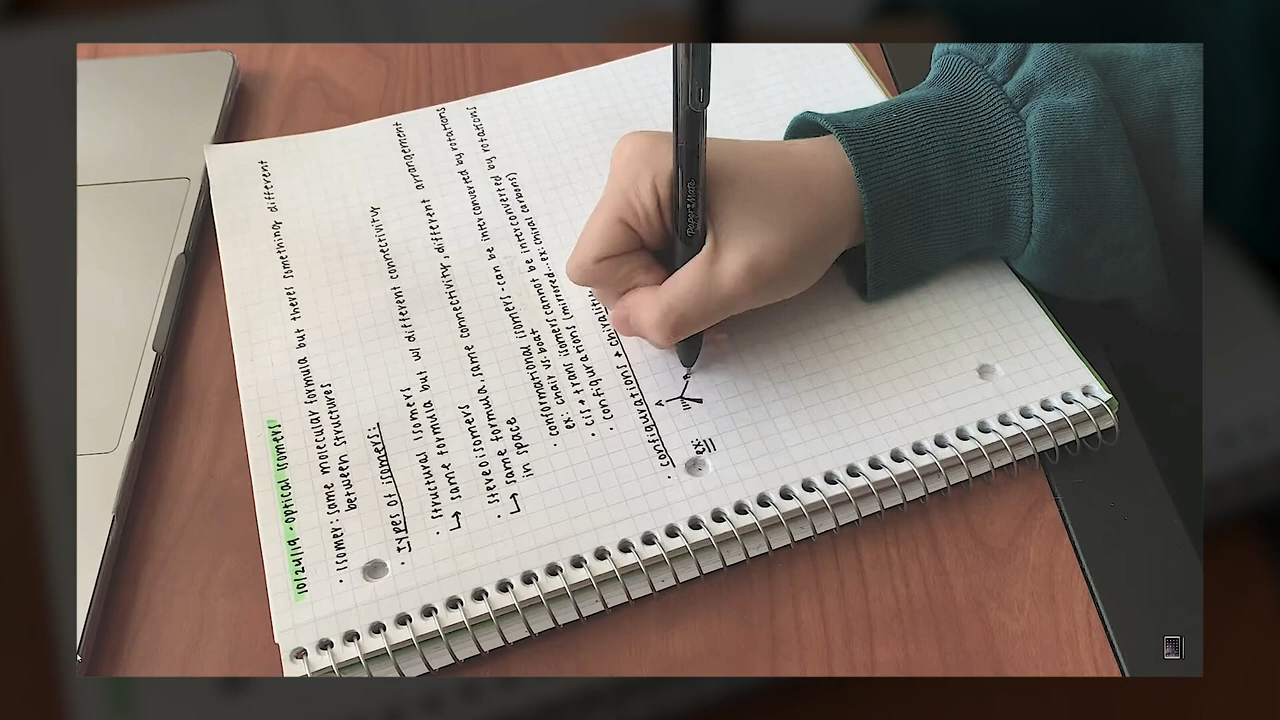 10/24/19 - optical isomers
· isomer: same molecular formula but theres something different
between structures
· Types of isomers:
· structural isomers
↳ same formula but w/ different connectivity
· stereoisomers
↳ same formula, same connectivity, different arrangement
in space
· conformational isomers - can be interconverted by rotations
ex: chair vs. boat
· cis + trans isomers cannot be interconverted by rotations
· configurations (mirrored.. ex: chiral carbons)
· configurations + chirality
ex:
A
Paper Mate